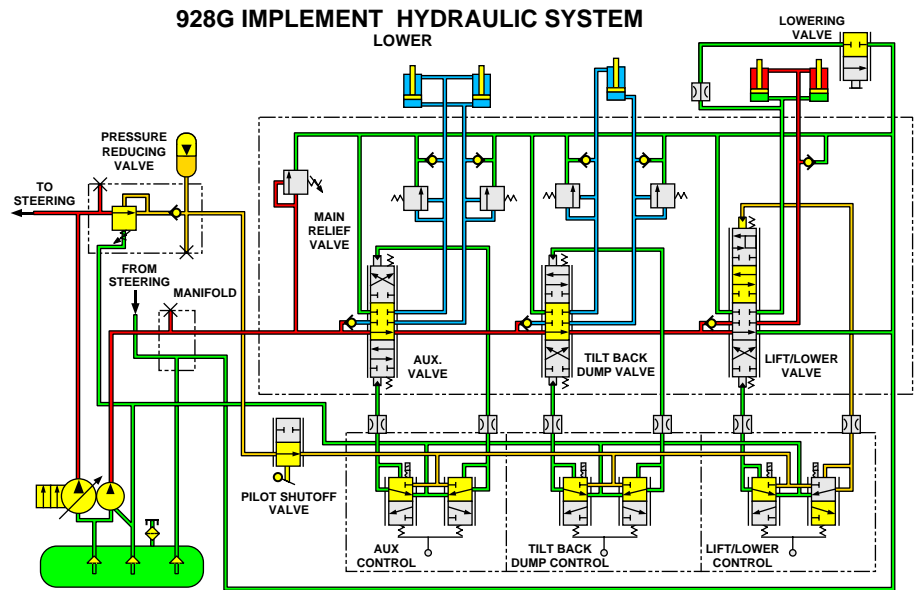 928G IMPLEMENT HYDRAULIC SYSTEM
LOWER
LOWERING
VALVE
PRESSURE
REDUCING
VALVE
TO
STEERING
MAIN
RELIEF
VALVE
FROM
STEERING
MANIFOLD
AUX.
VALVE
TILT BACK
DUMP VALVE
LIFT/LOWER
VALVE
PILOT SHUTOFF
VALVE
AUX
CONTROL
TILT BACK
DUMP CONTROL
LIFT/LOWER
CONTROL